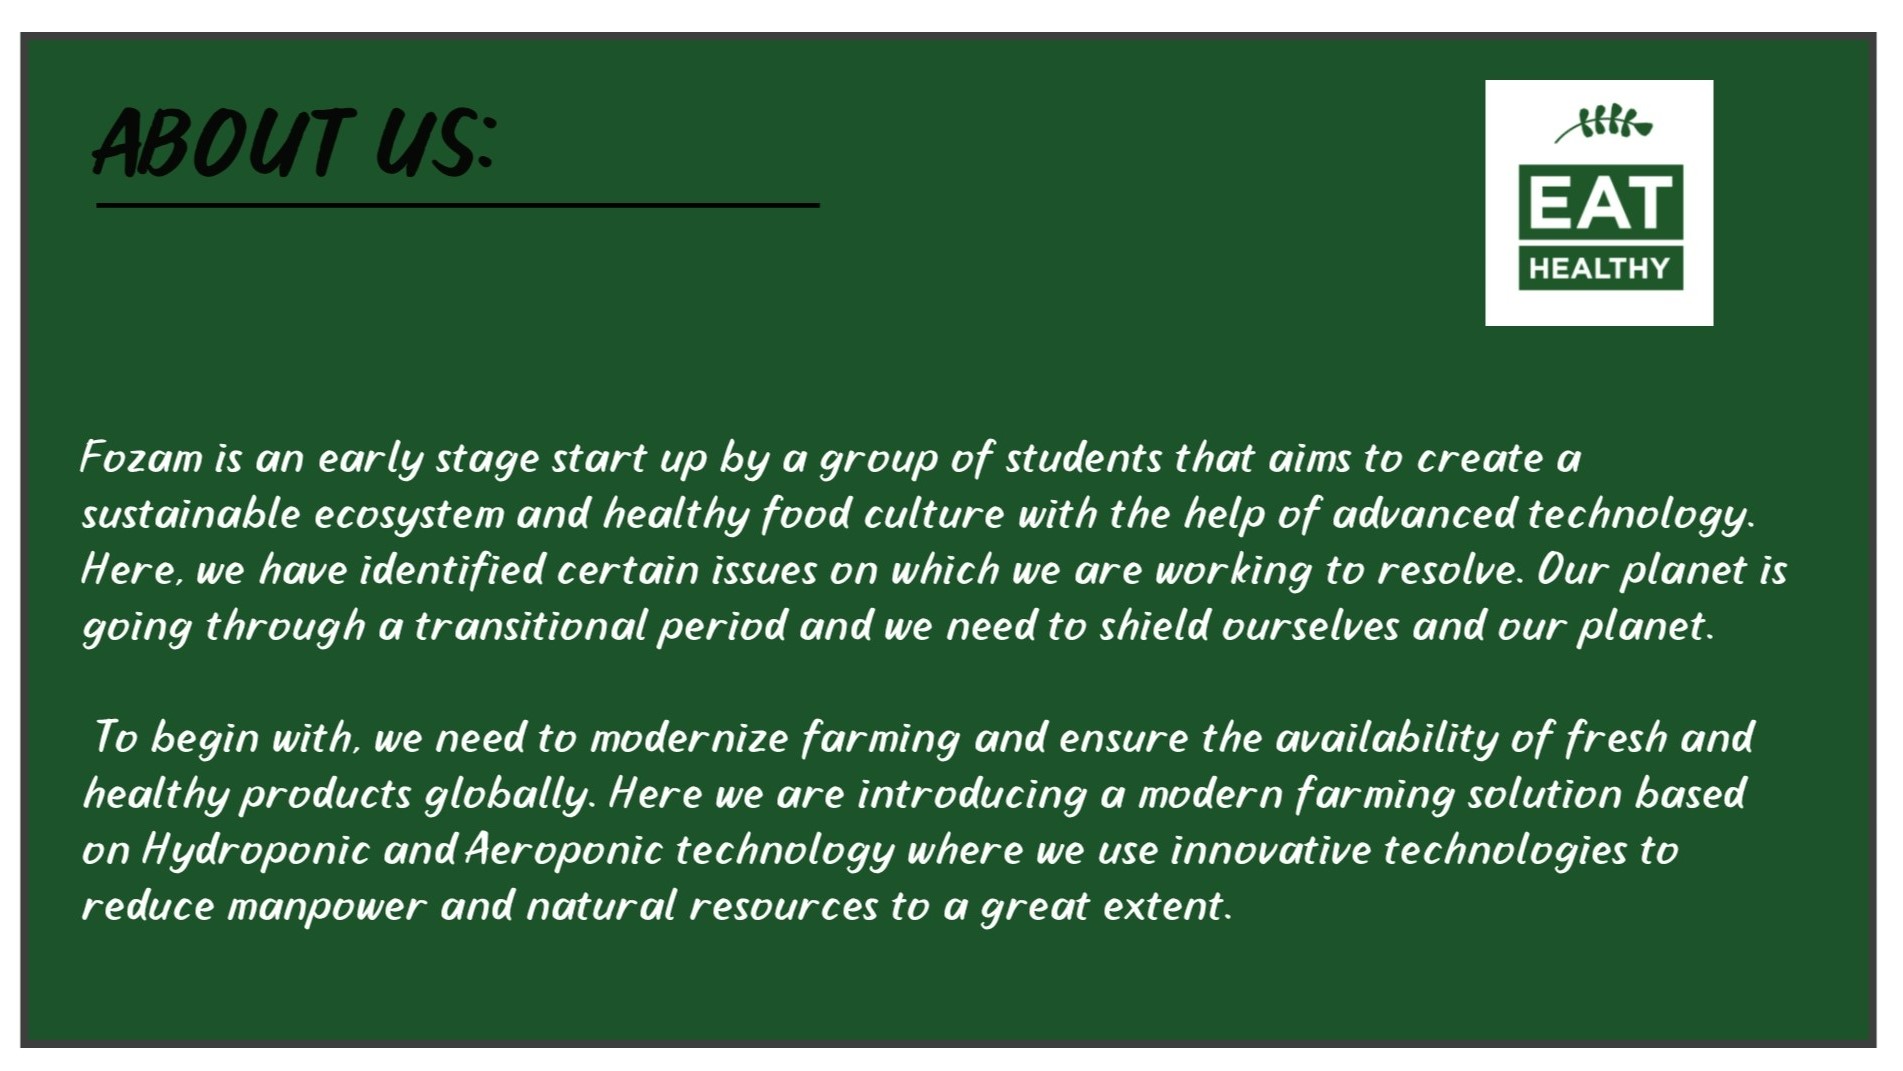 ABOUT US:
EAT
HEALTHY
Fozam is an early stage start up by a group of students that aims to create a
sustainable ecosystem and healthy food culture with the help of advanced technology.
Here, we have identified certain issues on which we are working to resolve. Our planet is
going through a transitional period and we need to shield ourselves and our planet.
To begin with, we need to modernize farming and ensure the availability of fresh and
healthy products globally. Here we are introducing a modern farming solution based
on Hydroponic and Aeroponic technology where we use innovative technologies to
reduce manpower and natural resources to a great extent.